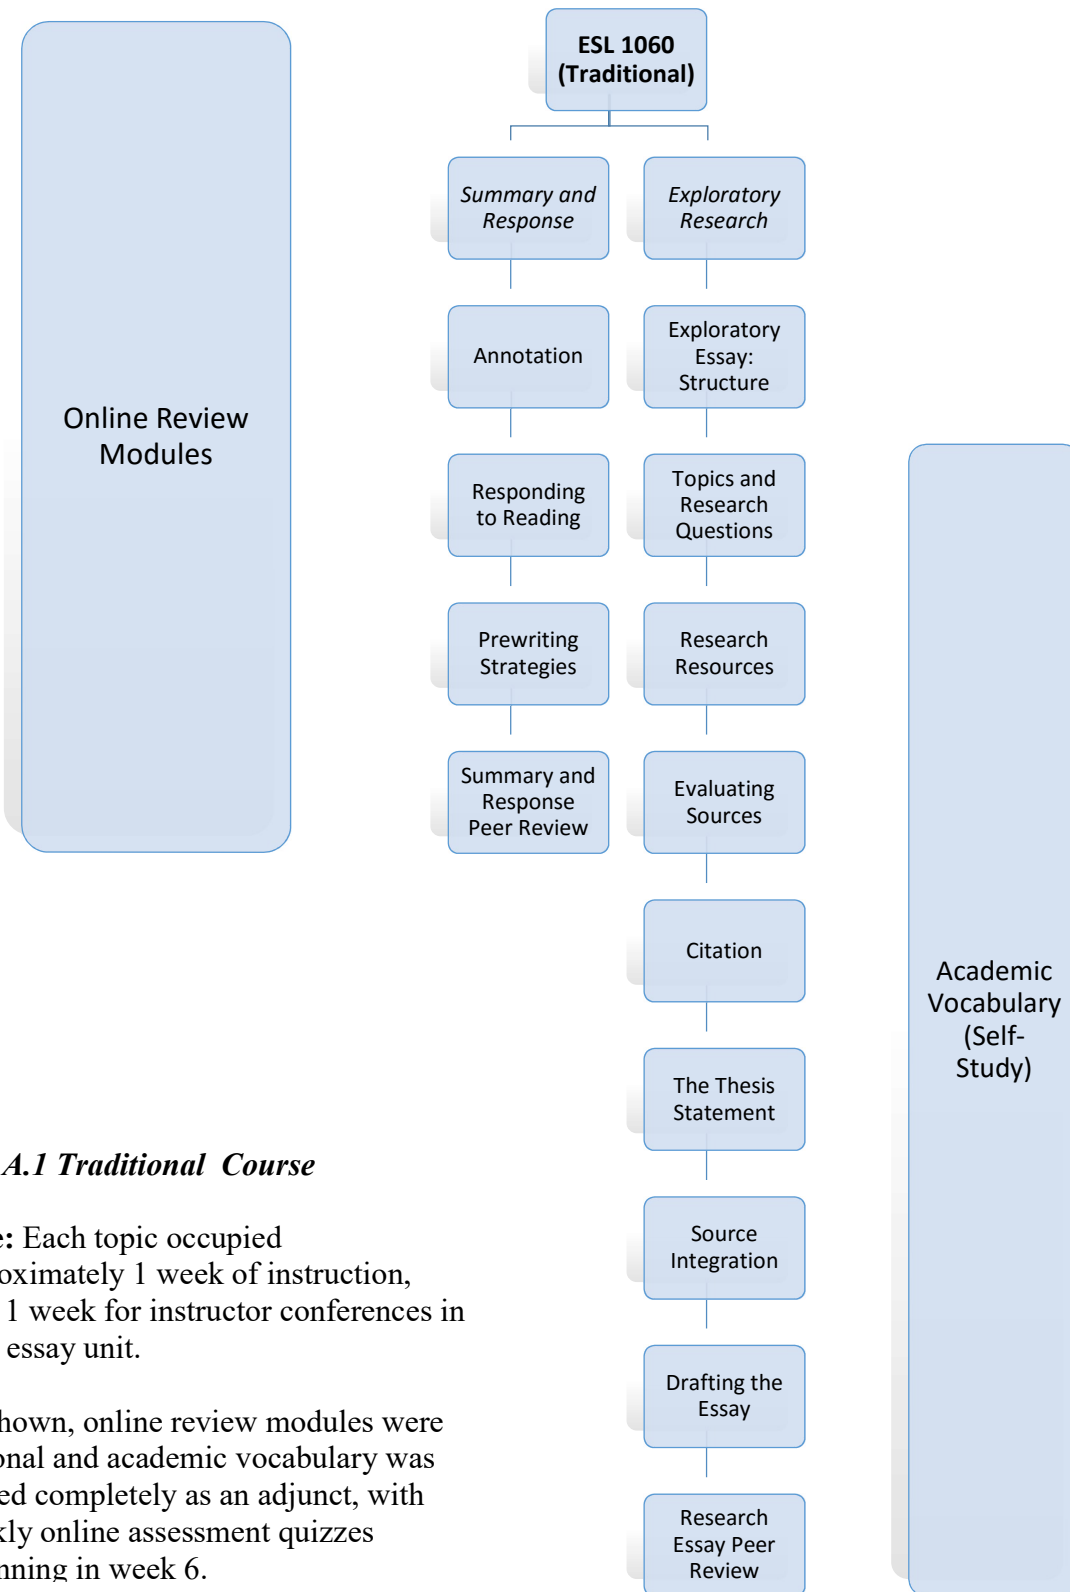 ESL 1060
(Traditional)
Summary and
Response
Annotation
Responding
to Reading
Prewriting
Strategies
Summary and
Response
Peer Review
Exploratory
Research
Exploratory
Essay:
Structure
Topics and
Research
Questions
Research
Resources
Evaluating
Sources
Citation
The Thesis
Statement
Source
Integration
Drafting the
Essay
Research
Essay Peer
Review
Online Review
Modules
Academic
Vocabulary
(Self-
Study)
A.1 Traditional Course
e: Each topic occupied
oximately 1 week of instruction,
1 week for instructor conferences in
essay unit.
hown, online review modules were
onal and academic vocabulary was
ed completely as an adjunct, with
kly online assessment quizzes
nning in week 6.